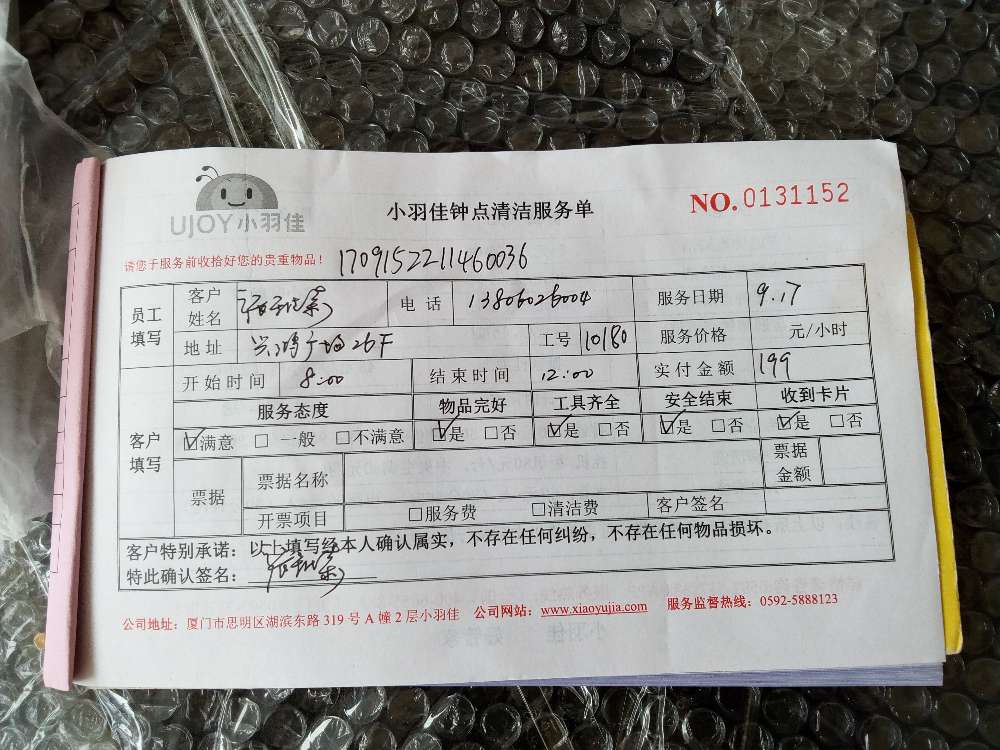 UJOY小羽佳
小羽佳钟点清洁服务单
NO.0131152
请您于服务前收拾好您的贵重物品！ 1709152211460036
员工填写 客户姓名 电话 13806026004 服务日期 9.17
地址 26F 工号 10180 服务价格 元/小时
客户填写 开始时间 8:00 结束时间 12:00 实付金额 199
服务态度 物品完好 工具齐全 安全结束 收到卡片
☑满意 □一般 □不满意 ☑是 □否 ☑是 □否 ☑是 □否 ☑是 □否
票据 票据名称 票据金额
开票项目 □服务费 □清洁费 客户签名
客户特别承诺：以上填写经本人确认属实，不存在任何纠纷，不存在任何物品损坏。
特此确认签名：
公司地址：厦门市思明区湖滨东路 319 号 A 幢 2 层小羽佳 公司网站：www.xiaoyujia.com 服务监督热线：0592-5888123